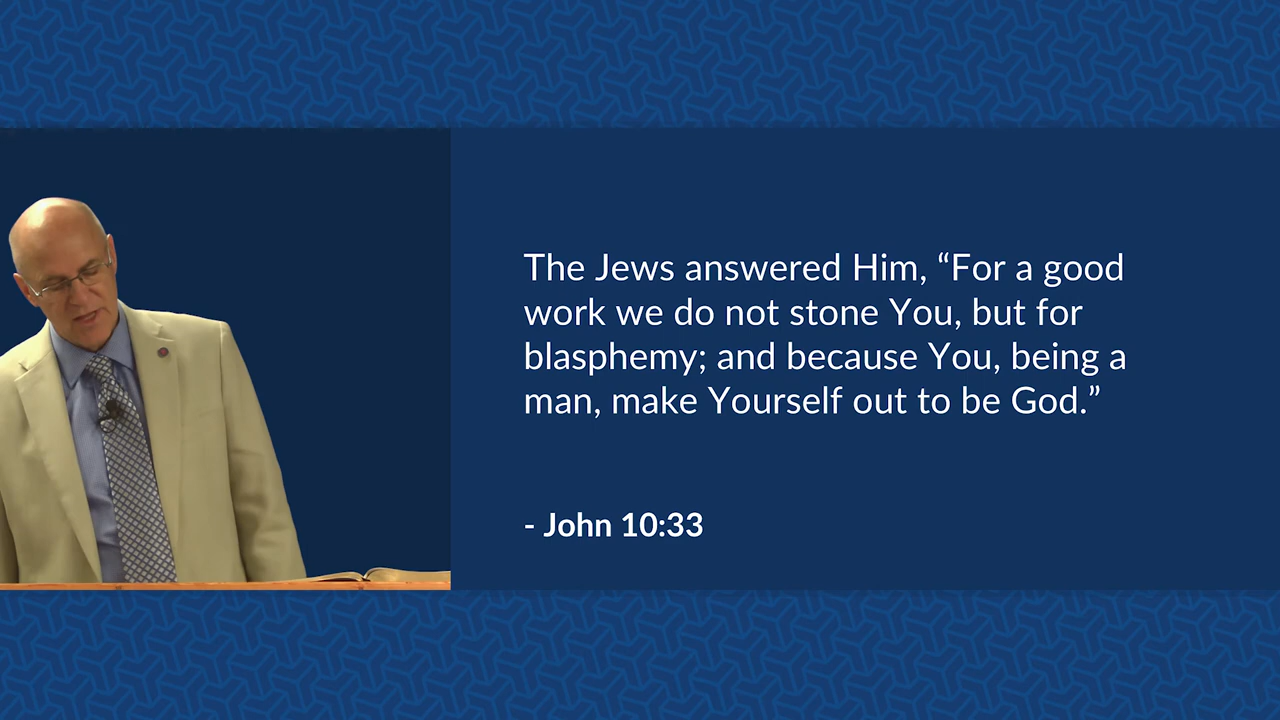 The Jews answered Him, “For a good
work we do not stone You, but for
blasphemy; and because You, being a
man, make Yourself out to be God.”
- John 10:33